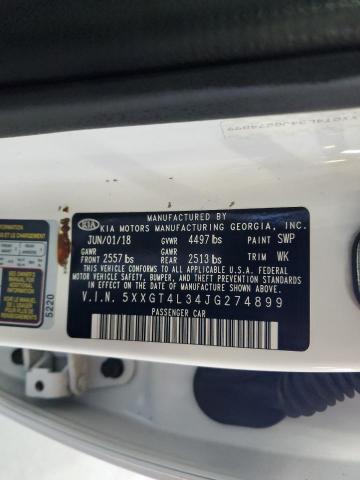 MANUFACTURED BY
KIA KIA MOTORS MANUFACTURING GEORGIA, INC.
JUN/01/18 GVWR 4497 lbs PAINT SWP
GAWR GAWR
FRONT 2557 lbs REAR 2513 lbs TRIM WK
THIS VEHICLE CONFORMS TO ALL APPLICABLE U.S.A. FEDERAL
MOTOR VEHICLE SAFETY, BUMPER, AND THEFT PREVENTION
STANDARDS IN EFFECT ON THE DATE OF MANUFACTURE SHOWN ABOVE.
V.I.N. 5XXGT4L34JG274899
PASSENGER CAR
5220
ET CHARGEMENT